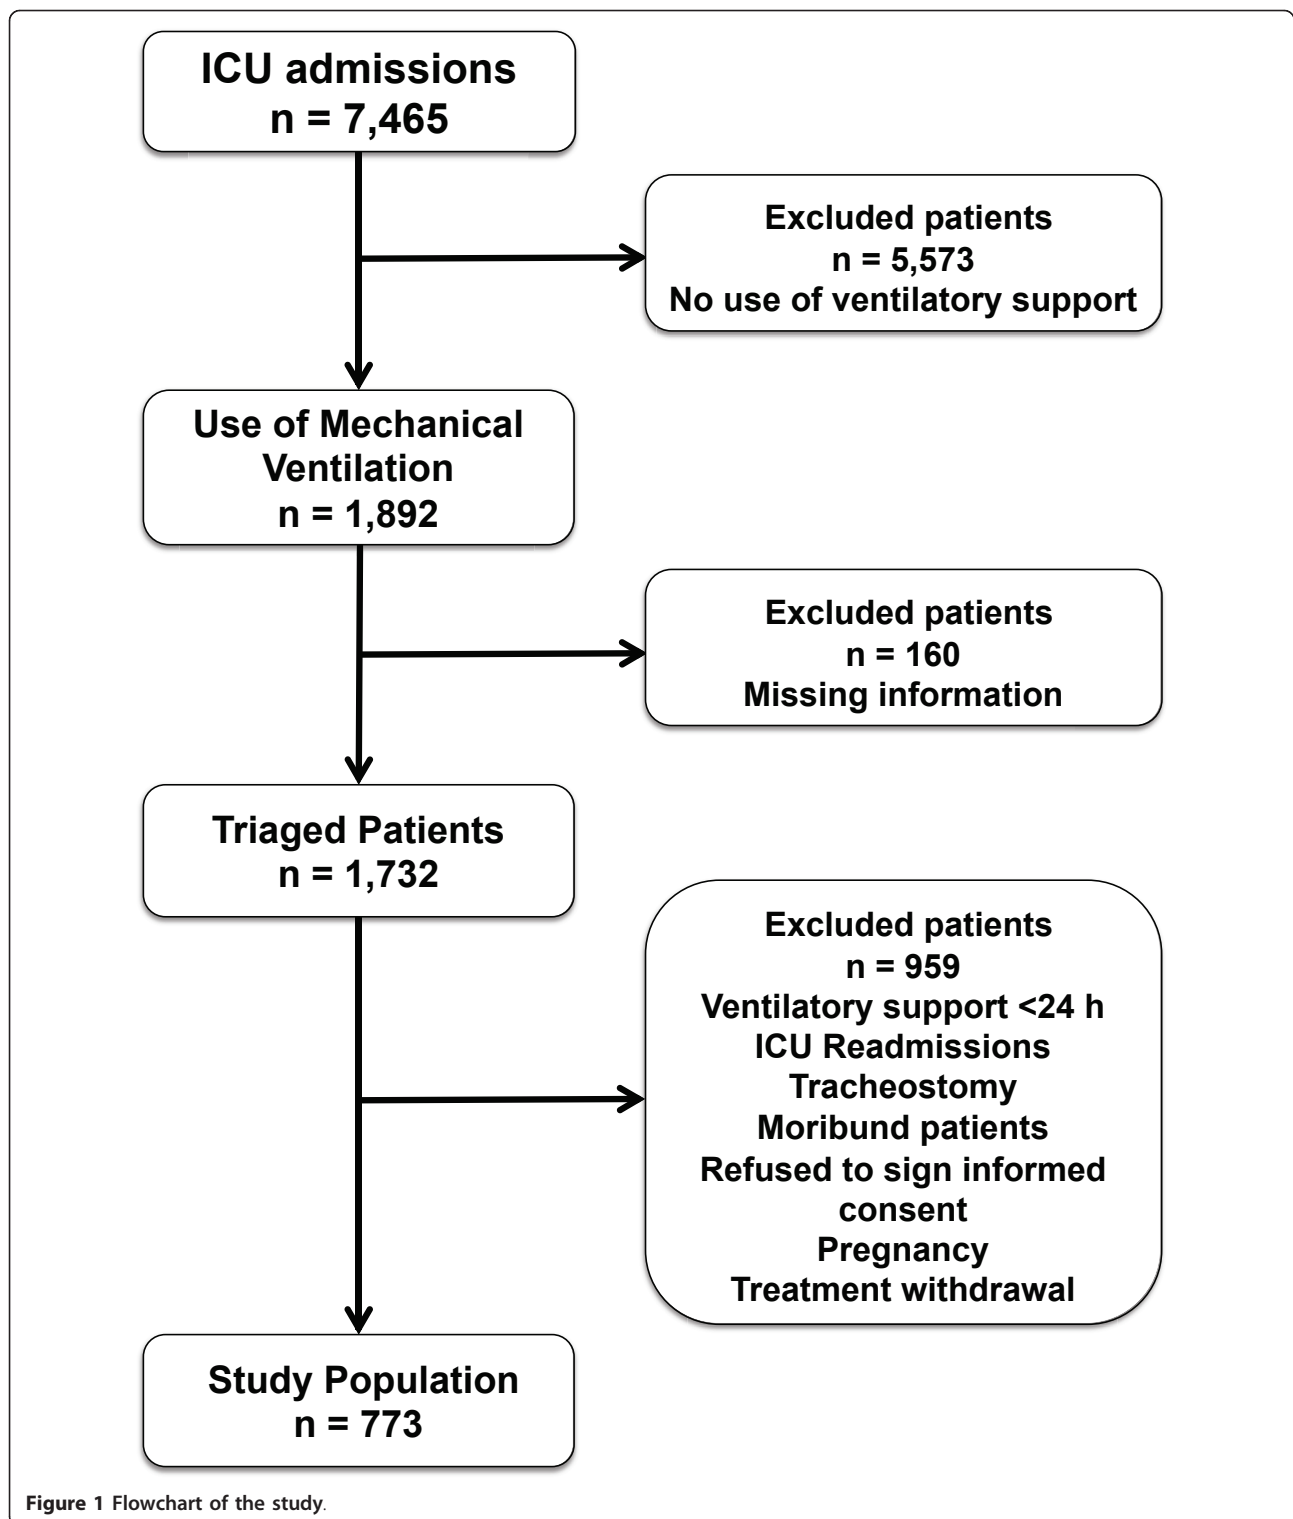 ICU admissions
n = 7,465
Excluded patients
n = 5,573
No use of ventilatory support
Use of Mechanical
Ventilation
n = 1,892
Excluded patients
n = 160
Missing information
Triaged Patients
n = 1,732
Excluded patients
n = 959
Ventilatory support <24 h
ICU Readmissions
Tracheostomy
Moribund patients
Refused to sign informed
consent
Pregnancy
Treatment withdrawal
Study Population
n = 773
Figure 1 Flowchart of the study.